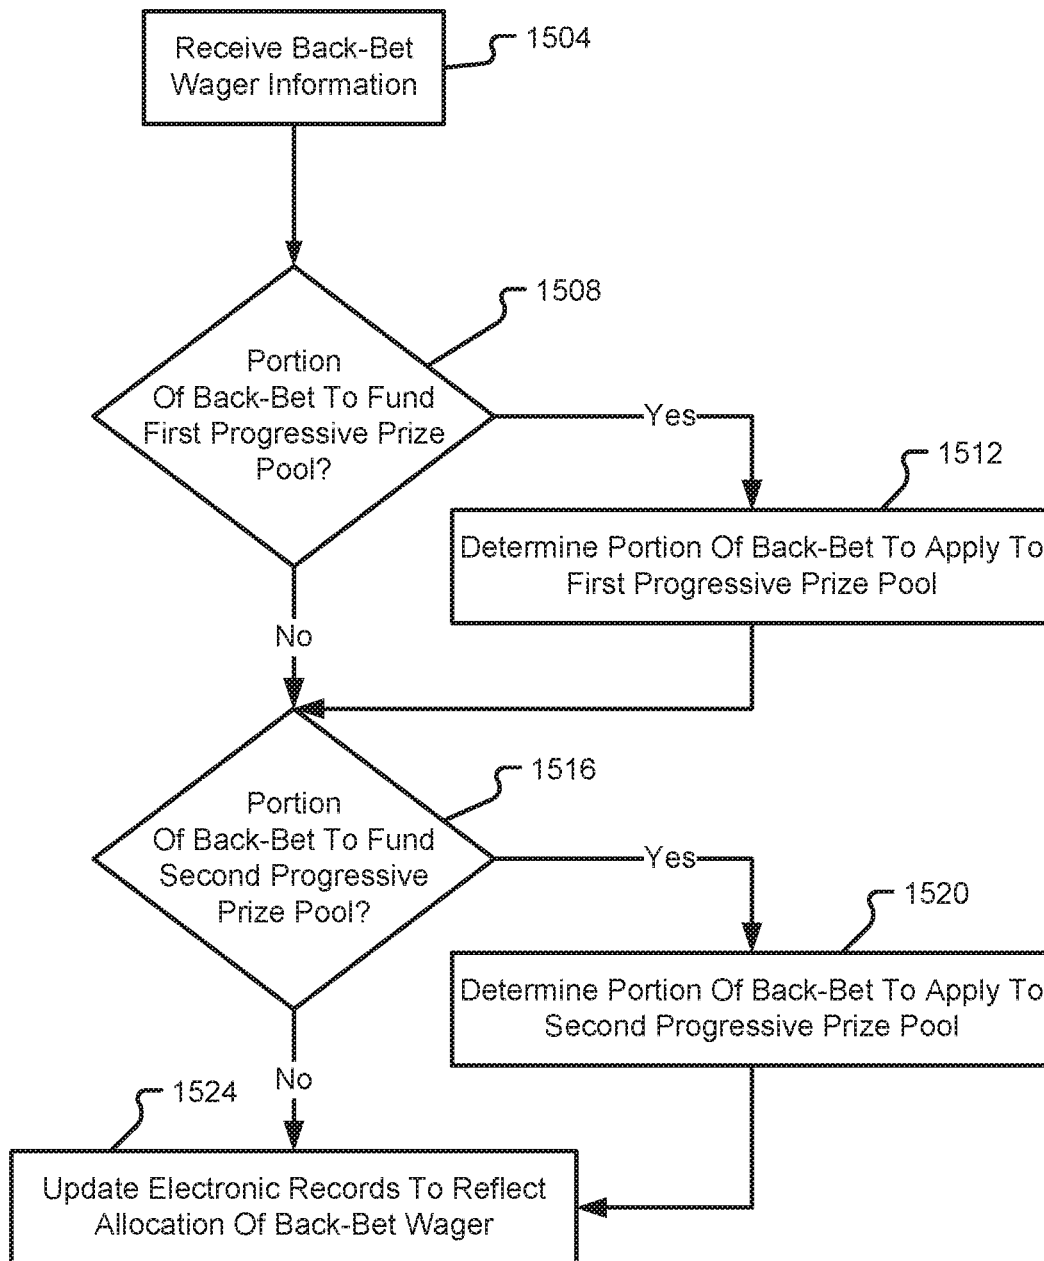 Receive Back-Bet
Wager Information
1504
1508
Portion
Of Back-Bet To Fund
First Progressive Prize
Pool?
Yes
1512
Determine Portion Of Back-Bet To Apply To
First Progressive Prize Pool
No
1516
Portion
Of Back-Bet To Fund
Second Progressive
Prize Pool?
Yes
1520
Determine Portion Of Back-Bet To Apply To
Second Progressive Prize Pool
No
1524
Update Electronic Records To Reflect
Allocation Of Back-Bet Wager